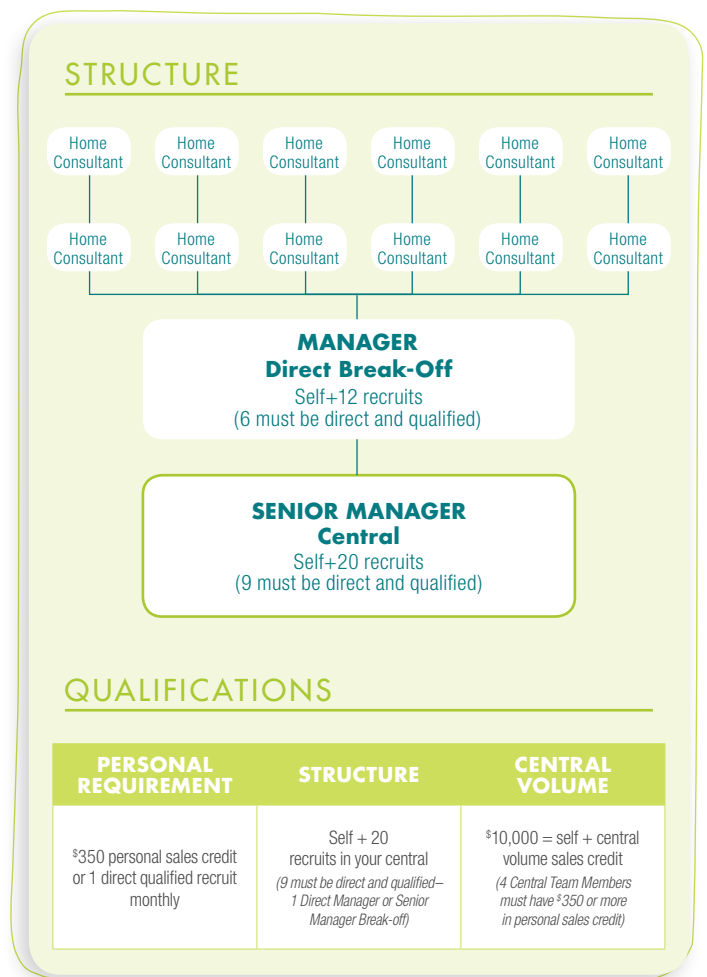 STRUCTURE
Home
Consultant
Home
Consultant
Home
Consultant
Home
Consultant
Home
Consultant
Home
Consultant
Home
Consultant
Home
Consultant
Home
Consultant
Home
Consultant
Home
Consultant
Home
Consultant
MANAGER
Direct Break-Off
Self+12 recruits
(6 must be direct and qualified)
SENIOR MANAGER
Central
Self+20 recruits
(9 must be direct and qualified)
QUALIFICATIONS
PERSONAL
REQUIREMENT
STRUCTURE
CENTRAL
VOLUME
$350 personal sales credit
or 1 direct qualified recruit
monthly
Self + 20
recruits in your central
(9 must be direct and qualified–
1 Direct Manager or Senior
Manager Break-off)
$10,000 = self + central
volume sales credit
(4 Central Team Members
must have $350 or more
in personal sales credit)